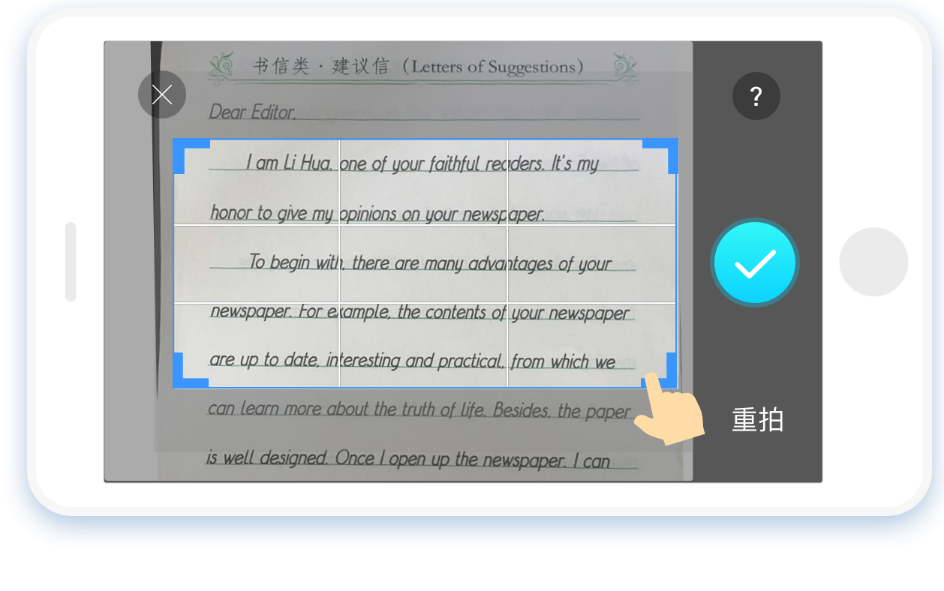 书信类·建议信（Letters of Suggestions）
Dear Editor,
I am Li Hua, one of your faithful readers. It's my
honor to give my opinions on your newspaper.
To begin with, there are many advantages of your
newspaper. For example, the contents of your newspaper
are up to date, interesting and practical, from which we
can learn more about the truth of life. Besides, the paper
is well designed. Once I open up the newspaper, I can
?
重拍